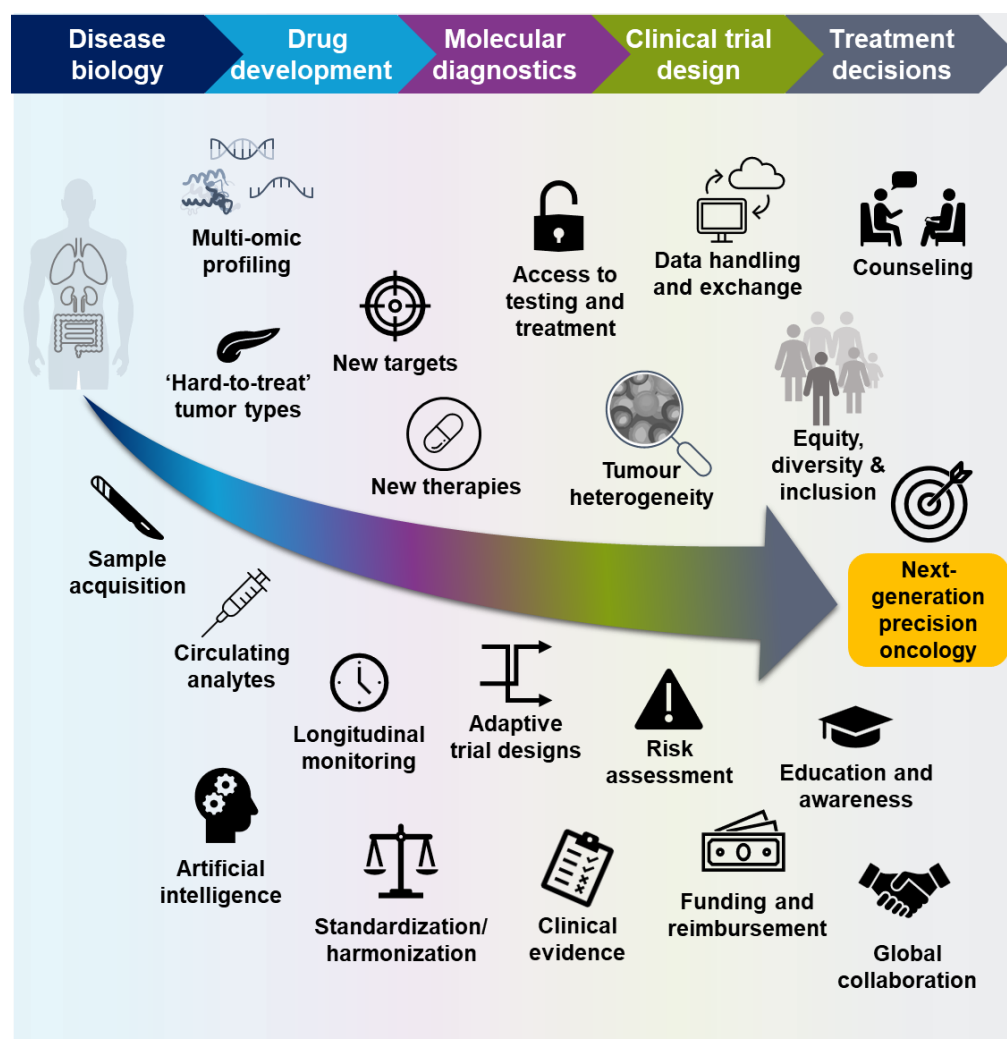 Disease
biology
Drug
development
Molecular
diagnostics
Clinical trial
design
Treatment
decisions
Multi-omic
profiling
Access to
testing and
treatment
Data handling
and exchange
Counseling
New targets
‘Hard-to-treat’
tumor types
New therapies
Tumour
heterogeneity
Equity,
diversity &
inclusion
Sample
acquisition
Next-
generation
precision
oncology
Circulating
analytes
Longitudinal
monitoring
Adaptive
trial designs
Risk
assessment
Education and
awareness
Artificial
intelligence
Standardization/
harmonization
Clinical
evidence
Funding and
reimbursement
Global
collaboration